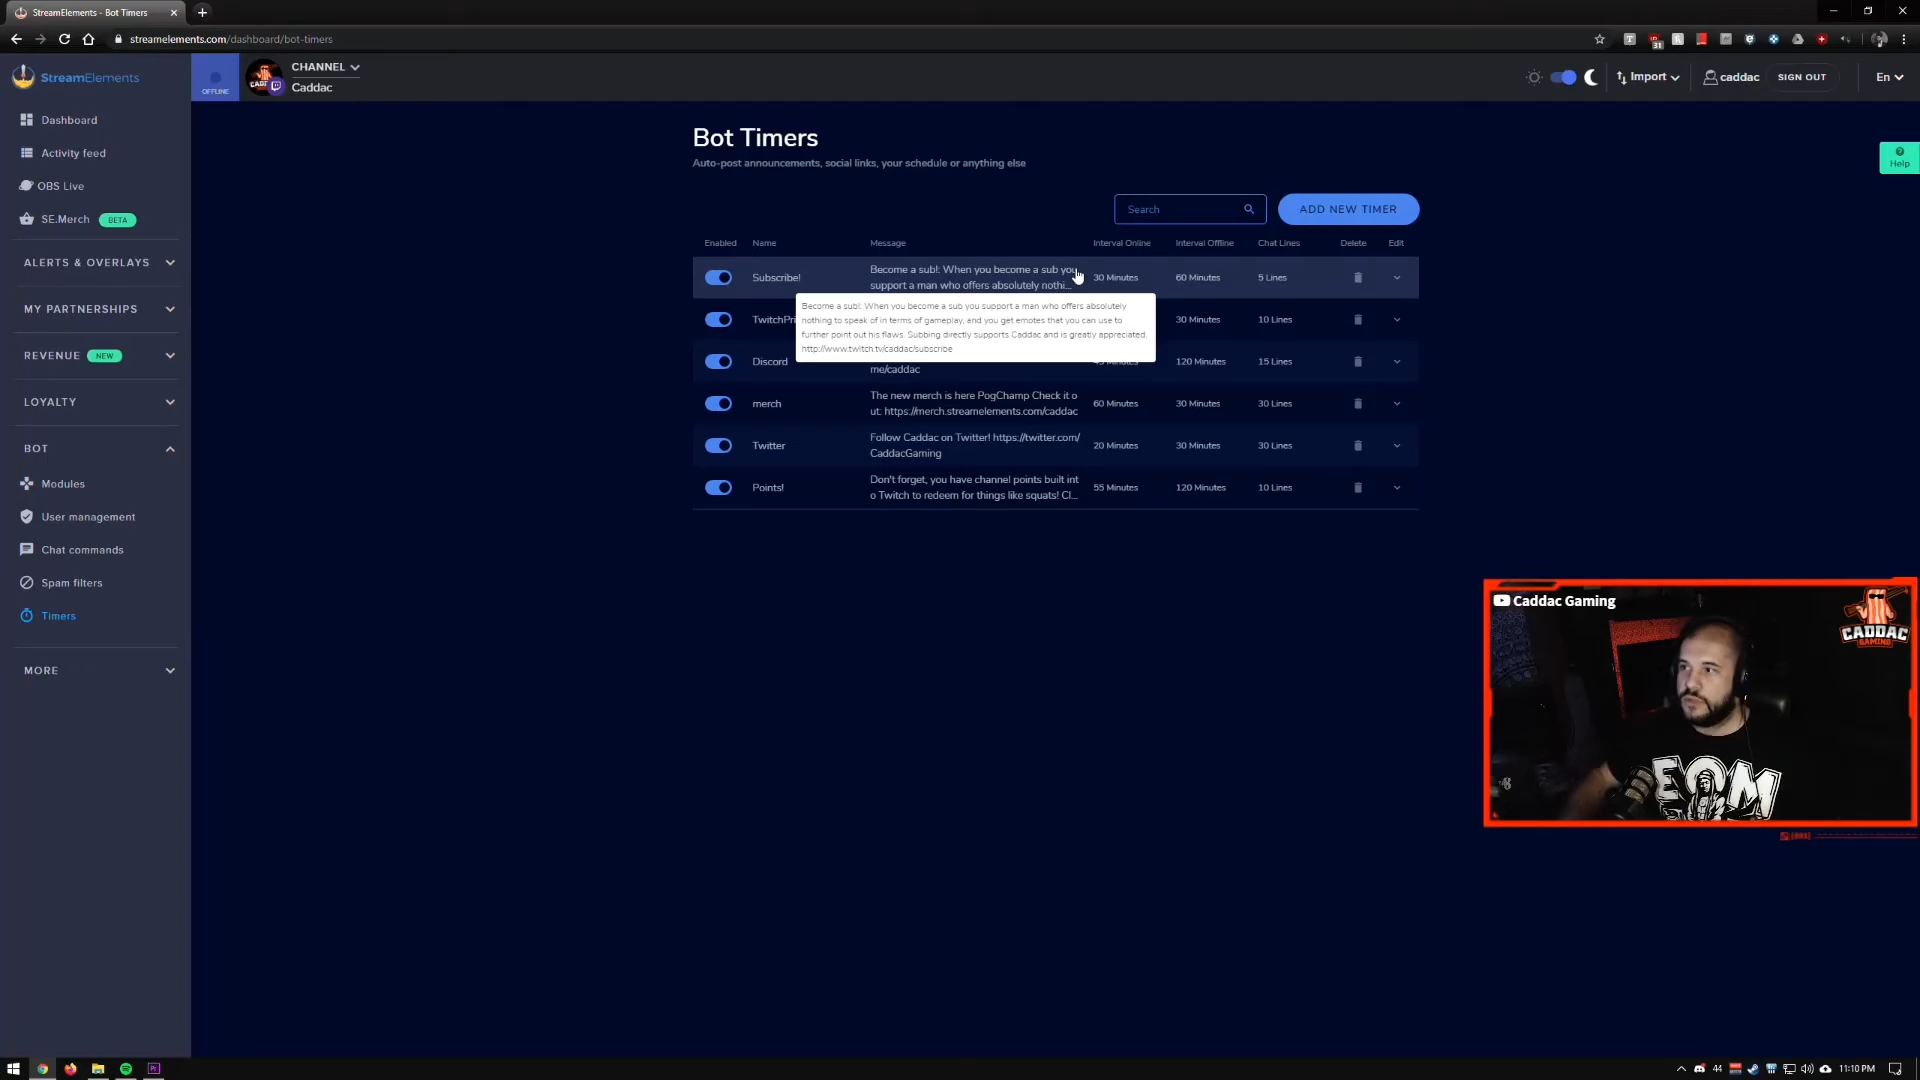 StreamElements - Bot Timers
streamelements.com/dashboard/bot-timers
31
StreamElements
OFFLINE
CHANNEL
Caddac
Import
caddac
SIGN OUT
En
Dashboard
Activity feed
OBS Live
SE.Merch BETA
ALERTS & OVERLAYS
MY PARTNERSHIPS
REVENUE NEW
LOYALTY
BOT
Modules
User management
Chat commands
Spam filters
Timers
MORE
Bot Timers
Auto-post announcements, social links, your schedule or anything else
Help
Search
ADD NEW TIMER
Enabled Name Message Interval Online Interval Offline Chat Lines Delete Edit
Subscribe! Become a sub!: When you become a sub you support a man who offers absolutely nothi... 30 Minutes 60 Minutes 5 Lines
Become a sub!: When you become a sub you support a man who offers absolutely
nothing to speak of in terms of gameplay, and you get emotes that you can use to
further point out his flaws. Subbing directly supports Caddac and is greatly appreciated.
http://www.twitch.tv/caddac/subscribe
TwitchPri 30 Minutes 10 Lines
Discord me/caddac 120 Minutes 15 Lines
merch The new merch is here PogChamp Check it o
ut: https://merch.streamelements.com/caddac 60 Minutes 30 Minutes 30 Lines
Twitter Follow Caddac on Twitter! https://twitter.com/
CaddacGaming 20 Minutes 30 Minutes 30 Lines
Points! Don't forget, you have channel points built int
o Twitch to redeem for things like squats! Cl... 55 Minutes 120 Minutes 10 Lines
Caddac Gaming
CADDAC
GAMING
EOM
44
11:10 PM